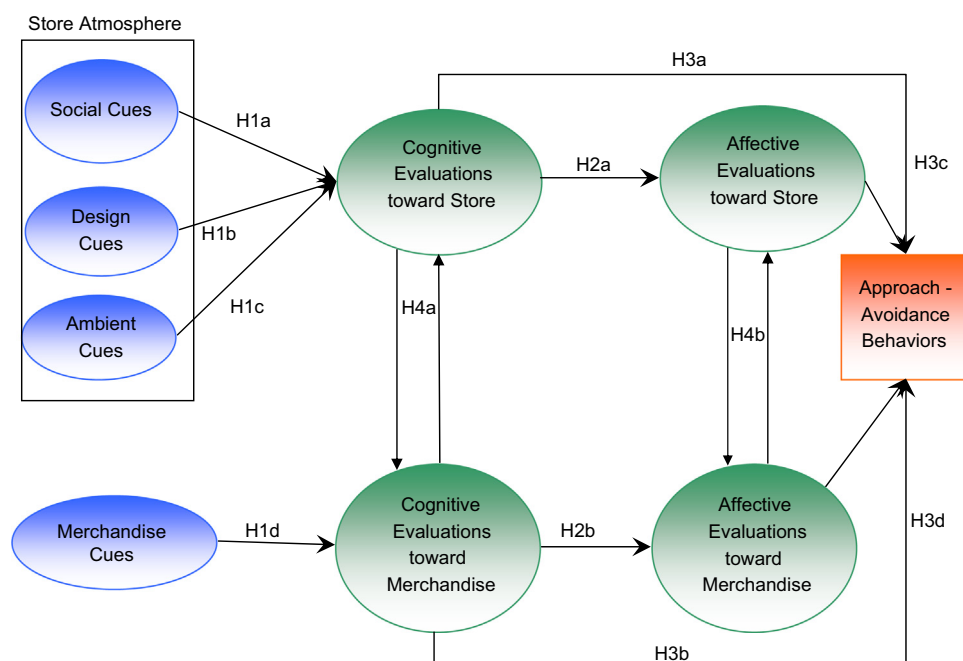 Store Atmosphere
Social Cues
Design
Cues
Ambient
Cues
Merchandise
Cues
H1a
H1b
H1c
H1d
Cognitive
Evaluations
toward Store
H2a
Affective
Evaluations
toward Store
H3a
H3c
H4a
H4b
Approach -
Avoidance
Behaviors
Cognitive
Evaluations
toward
Merchandise
H2b
Affective
Evaluations
toward
Merchandise
H3d
H3b